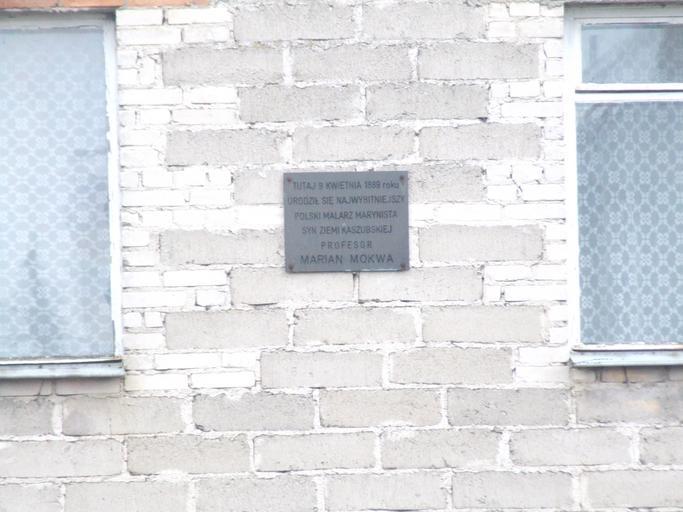 TUTAJ 9 KWIETNIA 1889 roku
URODZIŁ SIĘ NAJWYBITNIEJSZY
POLSKI MALARZ MARYNISTA
SYN ZIEMI KASZUBSKIEJ
PROFESOR
MARIAN MOKWA